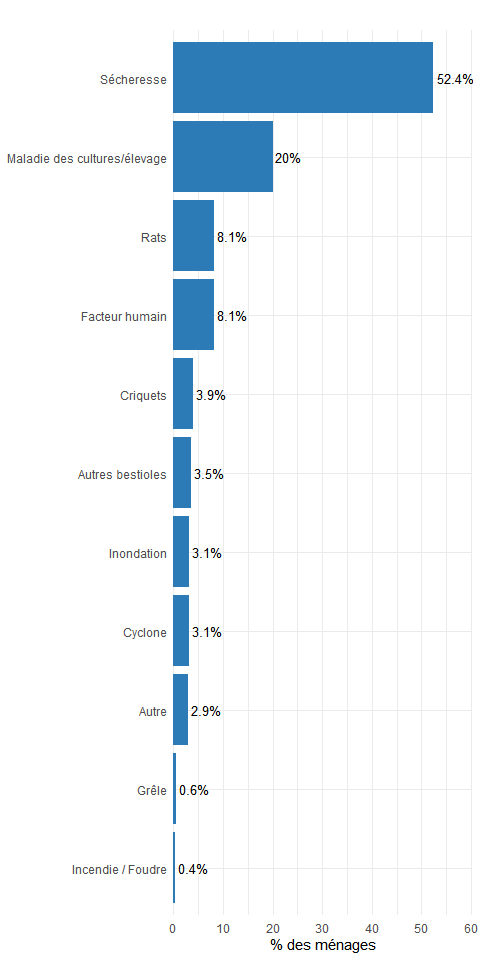 Sécheresse 52.4%
Maladie des cultures/élevage 20%
Rats 8.1%
Facteur humain 8.1%
Criquets 3.9%
Autres bestioles 3.5%
Inondation 3.1%
Cyclone 3.1%
Autre 2.9%
Grêle 0.6%
Incendie / Foudre 0.4%
0 10 20 30 40 50 60
% des ménages